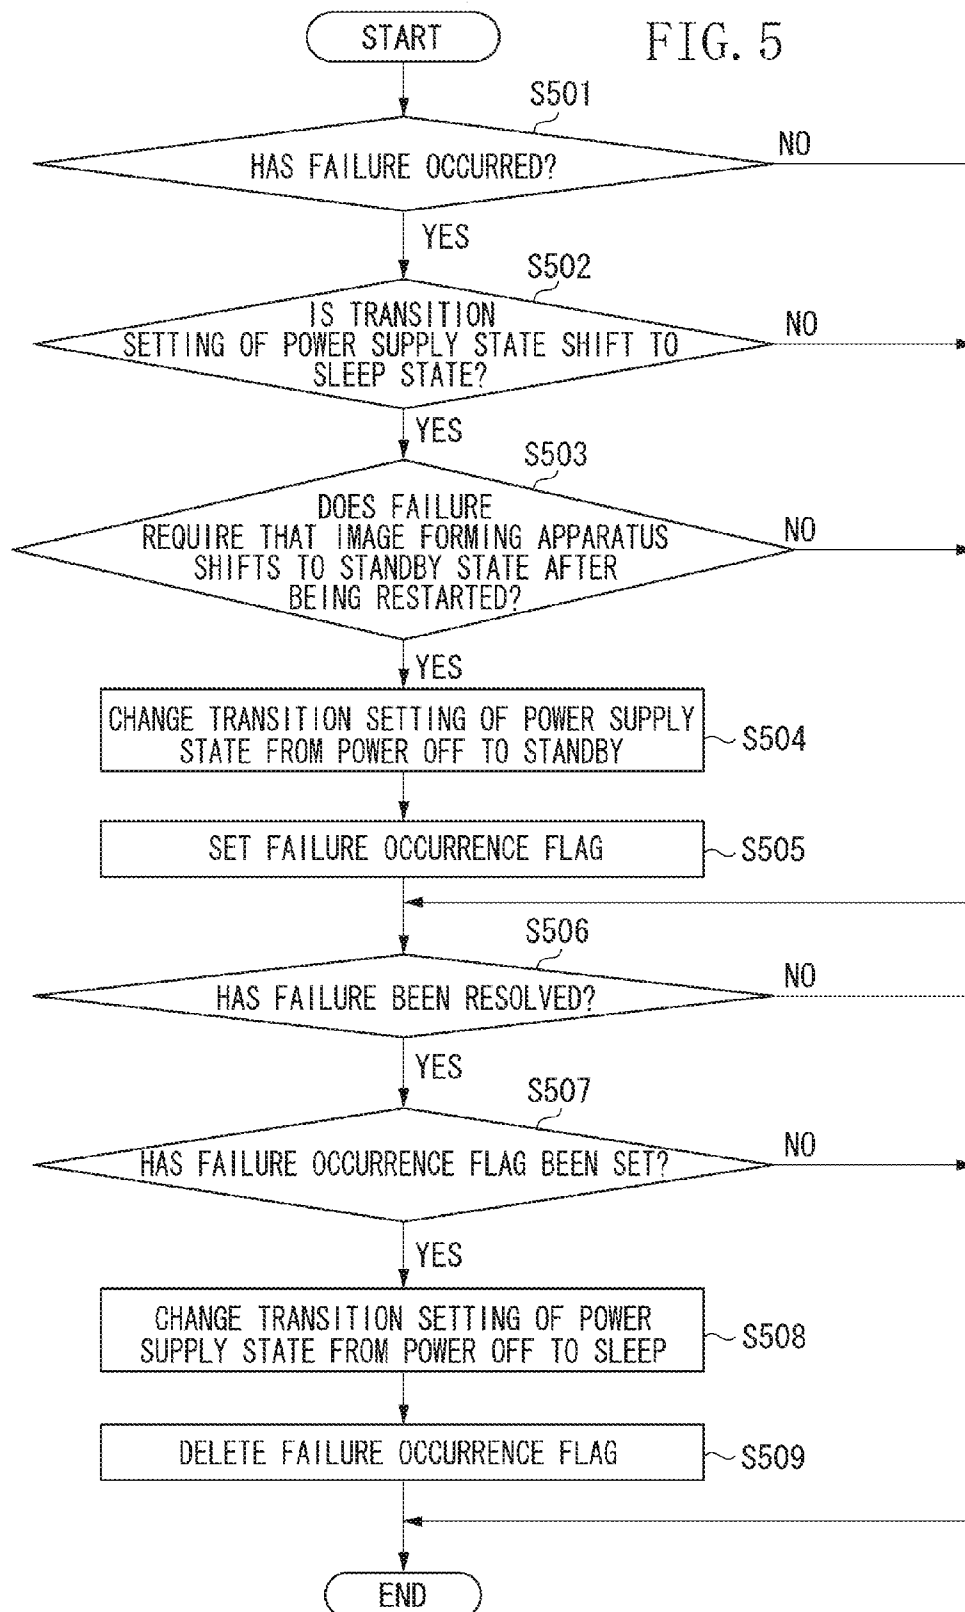 START
FIG. 5
S501
HAS FAILURE OCCURRED?
NO
YES
S502
IS TRANSITION
SETTING OF POWER SUPPLY STATE SHIFT TO
SLEEP STATE?
NO
YES
S503
DOES FAILURE
REQUIRE THAT IMAGE FORMING APPARATUS
SHIFTS TO STANDBY STATE AFTER
BEING RESTARTED?
NO
YES
CHANGE TRANSITION SETTING OF POWER SUPPLY
STATE FROM POWER OFF TO STANDBY
S504
SET FAILURE OCCURRENCE FLAG
S505
S506
HAS FAILURE BEEN RESOLVED?
NO
YES
S507
HAS FAILURE OCCURRENCE FLAG BEEN SET?
NO
YES
CHANGE TRANSITION SETTING OF POWER
SUPPLY STATE FROM POWER OFF TO SLEEP
S508
DELETE FAILURE OCCURRENCE FLAG
S509
END